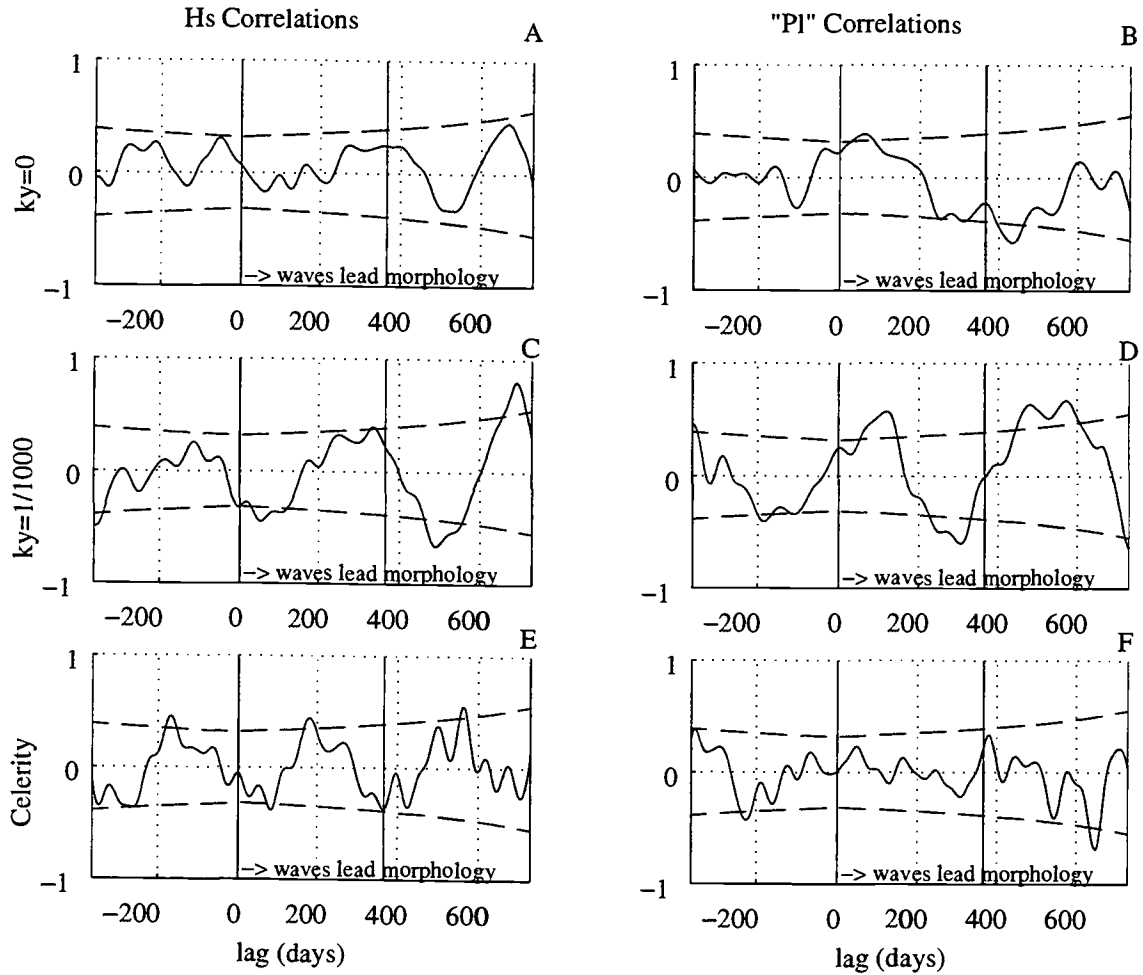 Hs Correlations
"Pl" Correlations
A
1
0
−1
ky=0
−> waves lead morphology
−200 0 200 400 600
B
1
0
−1
−> waves lead morphology
−200 0 200 400 600
C
1
0
−1
ky=1/1000
−> waves lead morphology
−200 0 200 400 600
D
1
0
−1
−> waves lead morphology
−200 0 200 400 600
E
1
0
−1
Celerity
−> waves lead morphology
−200 0 200 400 600
lag (days)
F
1
0
−1
−> waves lead morphology
−200 0 200 400 600
lag (days)